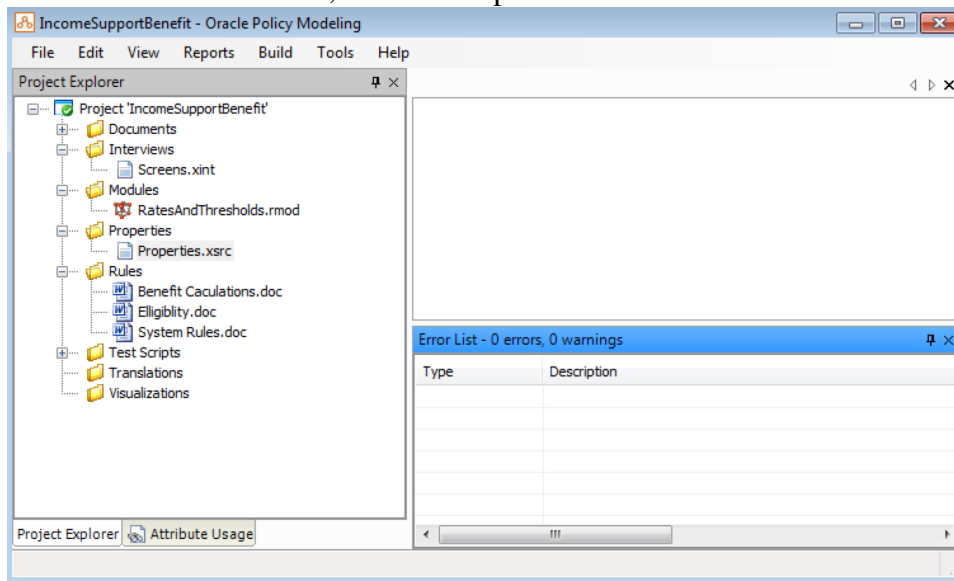 IncomeSupportBenefit - Oracle Policy Modeling
File Edit View Reports Build Tools Help
Project Explorer
Project 'IncomeSupportBenefit'
Documents
Interviews
Screens.xint
Modules
RatesAndThresholds.rmod
Properties
Properties.xsrc
Rules
Benefit Caculations.doc
Elligiblity.doc
System Rules.doc
Test Scripts
Translations
Visualizations
Project Explorer Attribute Usage
Error List - 0 errors, 0 warnings
Type Description